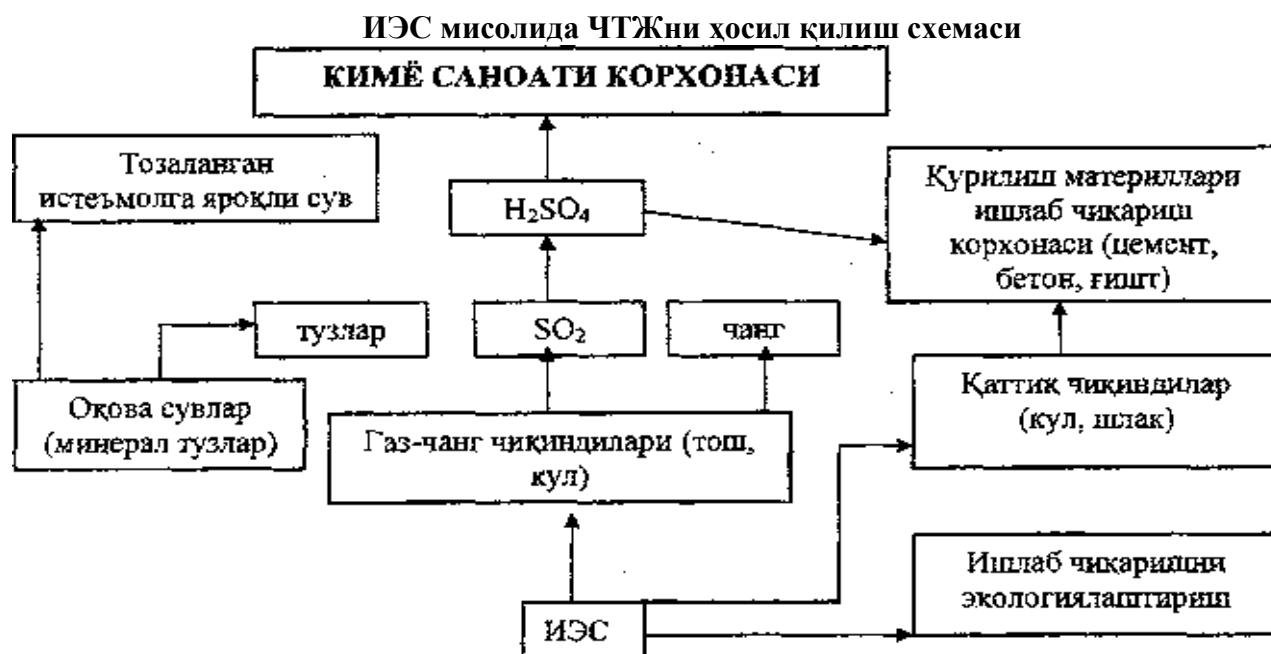 ИЭС мисолида ЧТЖни ҳосил қилиш схемаси
КИМЁ САНОАТИ КОРХОНАСИ
Тозаланган
истеъмолга яроқли сув
H₂SO₄
Қурилиш материллари
ишлаб чиқариш
корхонаси (цемент,
бетон, ғишт)
тузлар
SO₂
чанг
Оқова сувлар
(минерал тузлар)
Газ-чанг чиқиндилари (тош,
кул)
Қаттиқ чиқиндилар
(кул, шлак)
Ишлаб чиқаришни
экологиялаштириш
ИЭС